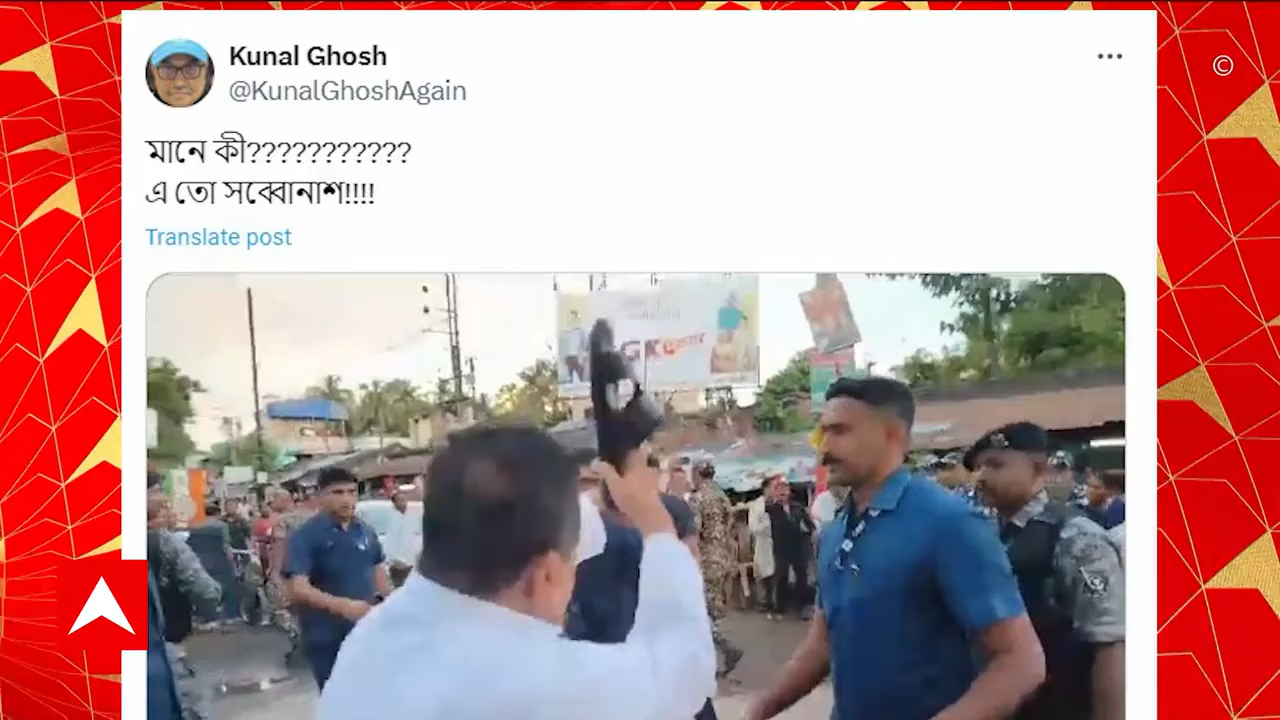 Kunal Ghosh
@KunalGhoshAgain
©
মানে কী???????????
এ তো সব্বোনাশ!!!!
Translate post